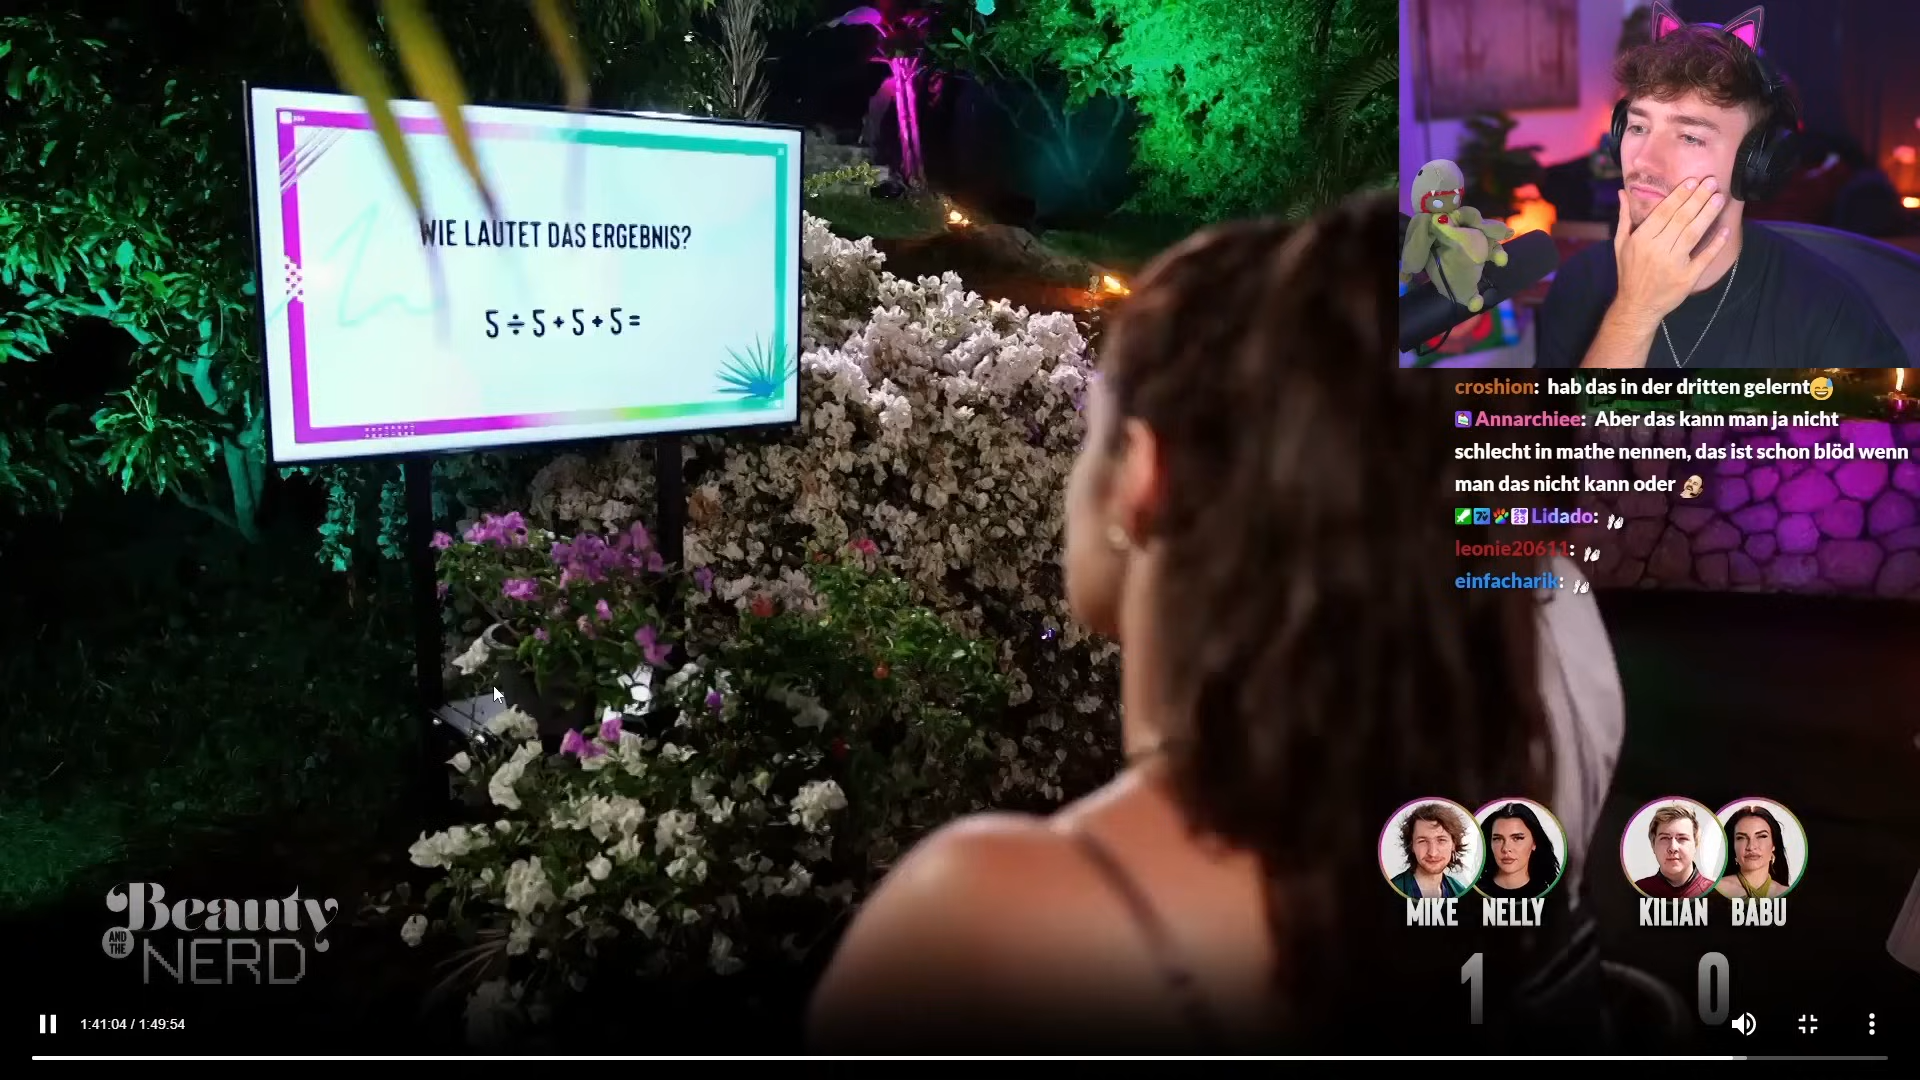 WIE LAUTET DAS ERGEBNIS?
5 ÷ 5 + 5 + 5 =
croshion: hab das in der dritten gelernt
Annarchiee: Aber das kann man ja nicht
schlecht in mathe nennen, das ist schon blöd wenn
man das nicht kann oder
Lidado:
leonie20611:
einfacharik:
MIKE NELLY
KILIAN BABU
1
0
Beauty
AND THE
NERD
1:41:04 / 1:49:54